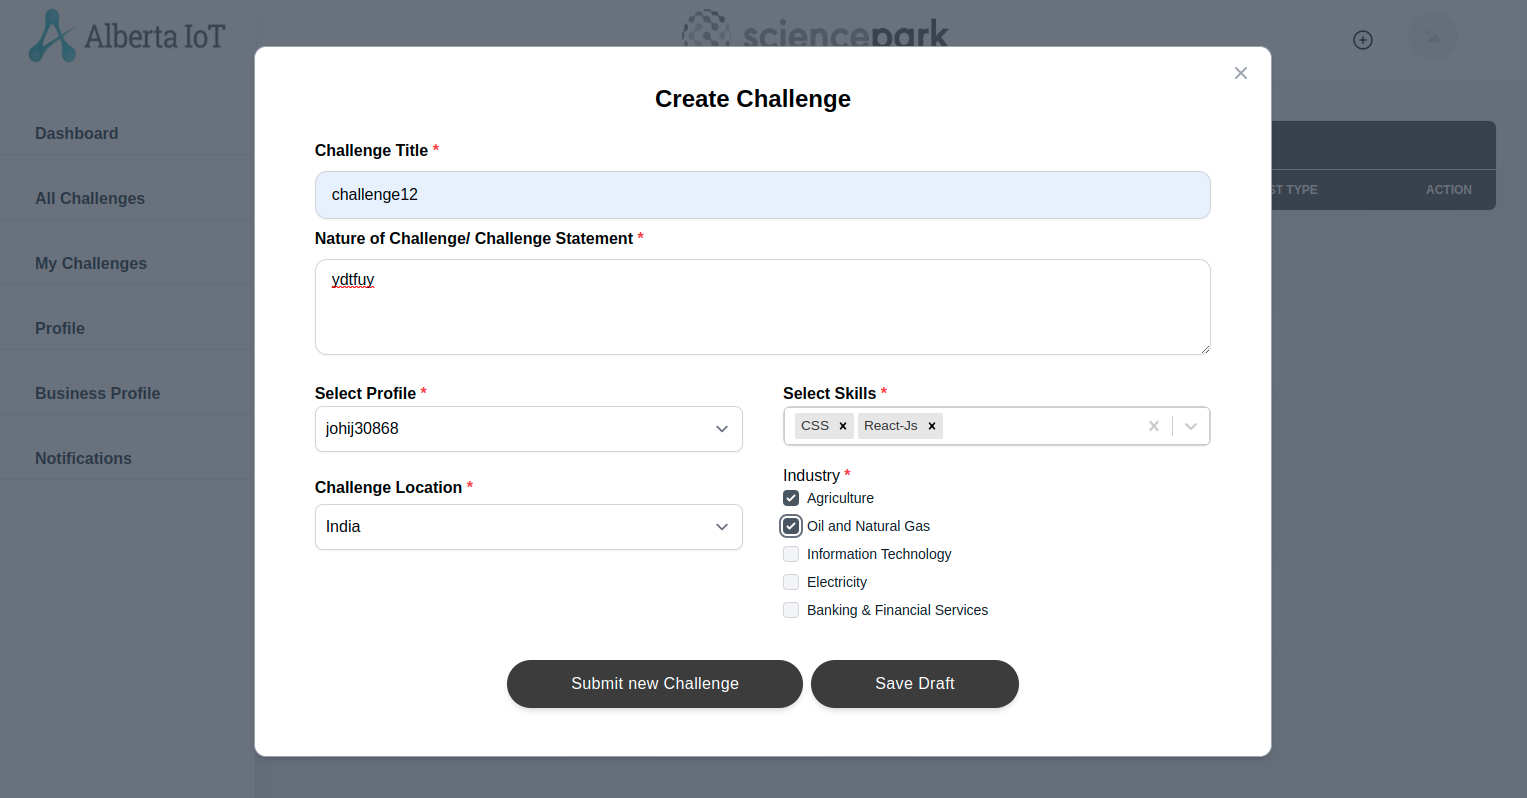 Alberta IoT
sciencepark
Dashboard
All Challenges
My Challenges
Profile
Business Profile
Notifications
TYPE
ACTION
Create Challenge
Challenge Title *
challenge12
Nature of Challenge/ Challenge Statement *
ydtfuy
Select Profile *
johij30868
Select Skills *
CSS
React-Js
Challenge Location *
India
Industry *
Agriculture
Oil and Natural Gas
Information Technology
Electricity
Banking & Financial Services
Submit new Challenge
Save Draft